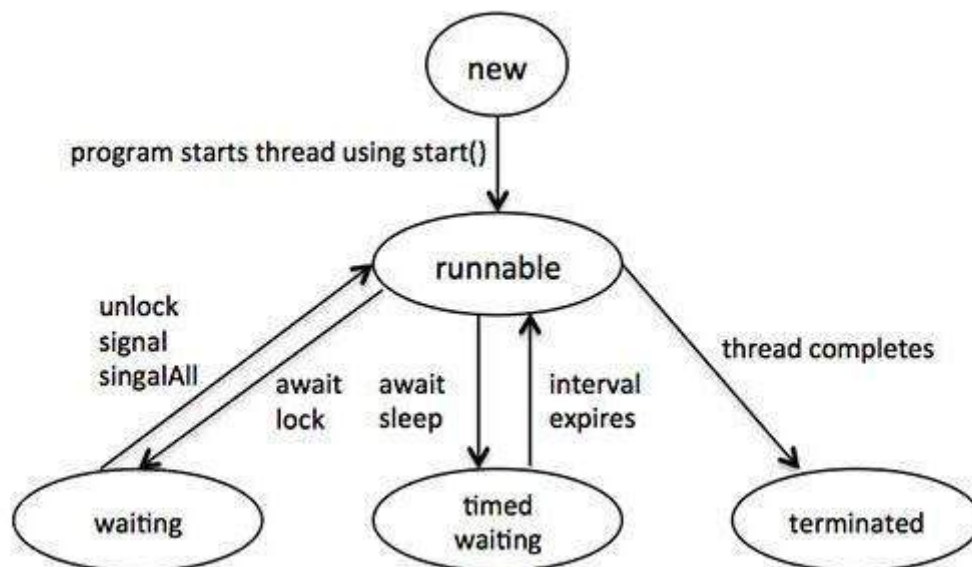 new
program starts thread using start()
runnable
unlock
signal
singalAll
await
lock
await
sleep
interval
expires
thread completes
waiting
timed
waiting
terminated